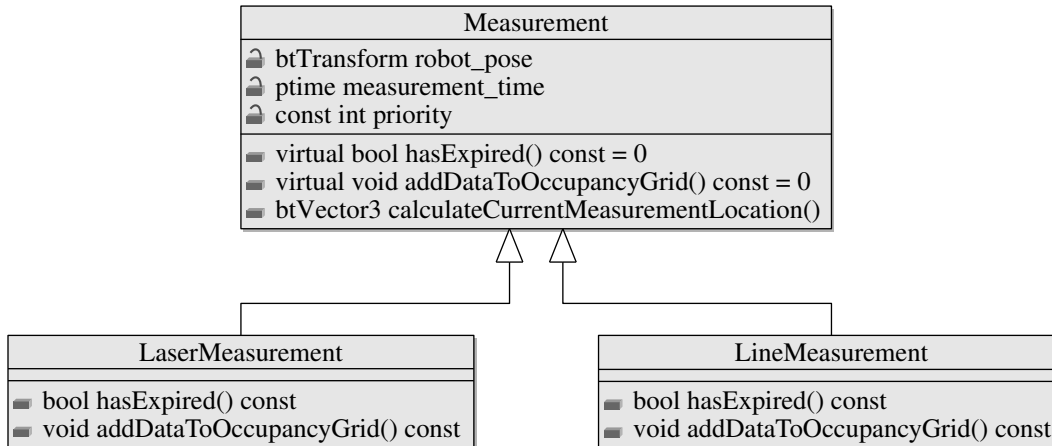 Measurement
btTransform robot_pose
ptime measurement_time
const int priority
virtual bool hasExpired() const = 0
virtual void addDataToOccupancyGrid() const = 0
btVector3 calculateCurrentMeasurementLocation()
LaserMeasurement
bool hasExpired() const
void addDataToOccupancyGrid() const
LineMeasurement
bool hasExpired() const
void addDataToOccupancyGrid() const